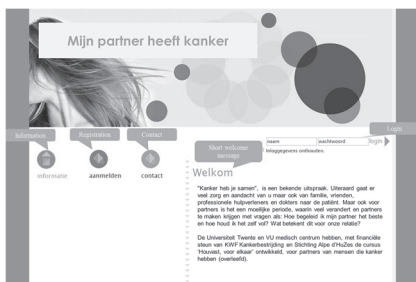 Mijn partner heeft kanker
Information
Registration
Contact
Login
Short welcome
message
naam
wachtwoord
login
inloggegevens onthouden.
informatie
aanmelden
contact
Welkom
"Kanker heb je samen", is een bekende uitspraak. Uiteraard gaat er
veel zorg en aandacht van u maar ook van familie, vrienden,
professionele hulpverleners en dokters naar de patiënt. Maar ook voor
partners is het een moeilijke periode, waarin veel verandert en partners
te maken krijgen met vragen als: Hoe begeleid ik mijn partner het beste
en hoe houd ik het zelf vol? Wat betekent dit voor onze relatie?
De Universiteit Twente en VU medisch centrum hebben, met financiële
steun van KWF Kankerbestrijding en Stichting Alpe d'HuZes de cursus
'Houvast, voor elkaar' ontwikkeld, voor partners van mensen die kanker
hebben (overleefd).